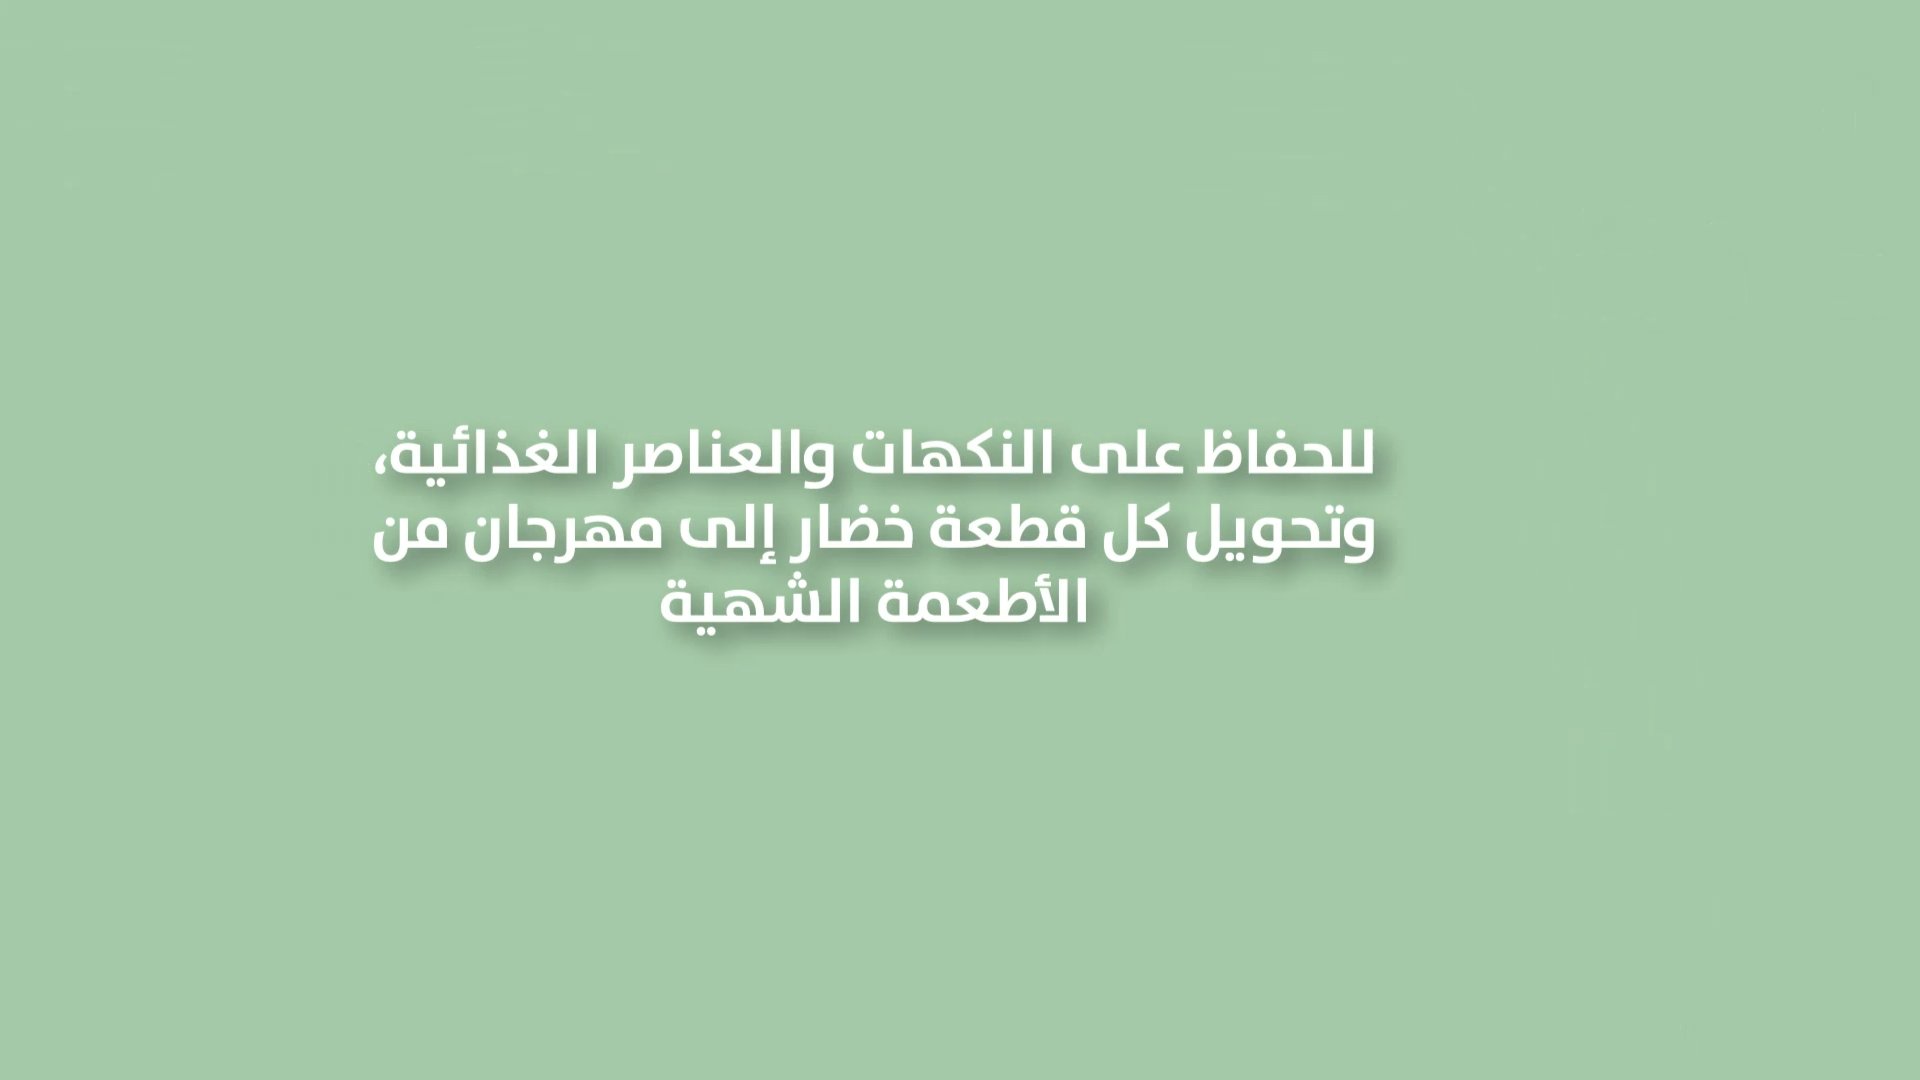 للحفاظ على النكهات والعناصر الغذائية،
وتحويل كل قطعة خضار إلى مهرجان من
الأطعمة الشهية